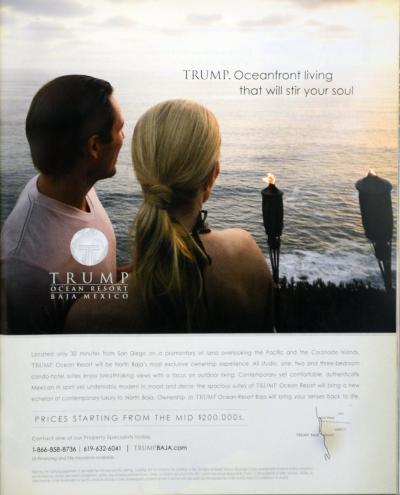 TRUMP. Oceanfront living
that will stir your soul
TRUMP
OCEAN RESORT
BAJA MEXICO
Located only 30 minutes from San Diego on a promontory of land overlooking the Pacific and the Coronado Islands,
TRUMP Ocean Resort will be North Baja's most exclusive ownership experience. All studio, one, two and three-bedroom
condo-hotel suites enjoy breathtaking views with a focus on outdoor living. Contemporary yet comfortable, authentically
Mexican in spirit yet undeniably modern in mood and decor, the spacious suites of TRUMP Ocean Resort will bring a new
echelon of contemporary luxury to North Baja. Ownership at TRUMP Ocean Resort Baja will bring your senses back to life.
PRICES STARTING FROM THE MID $200,000s.
Contact one of our Property Specialists today.
1-866-858-8736 | 619-632-6041 | TRUMPBAJA.com